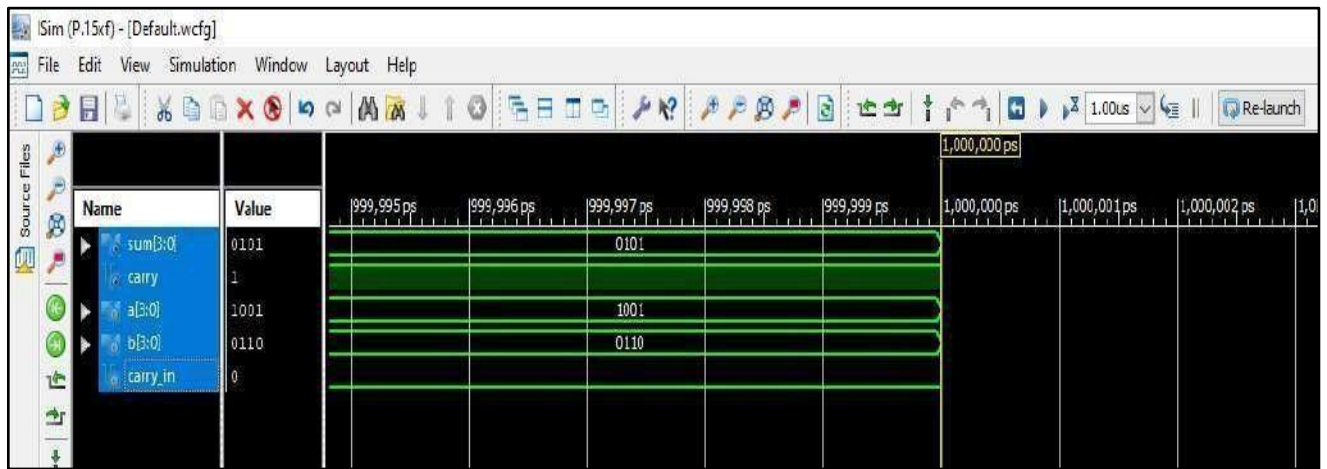 ISim (P.15xf) - [Default.wcfg]
File Edit View Simulation Window Layout Help
1.00us Re-launch
Source Files
1,000,000 ps
Name Value 999,995 ps 999,996 ps 999,997 ps 999,998 ps 999,999 ps 1,000,000 ps 1,000,001 ps 1,000,002 ps 1,0
sum[3:0] 0101 0101
carry 1
a[3:0] 1001 1001
b[3:0] 0110 0110
carry_in 0